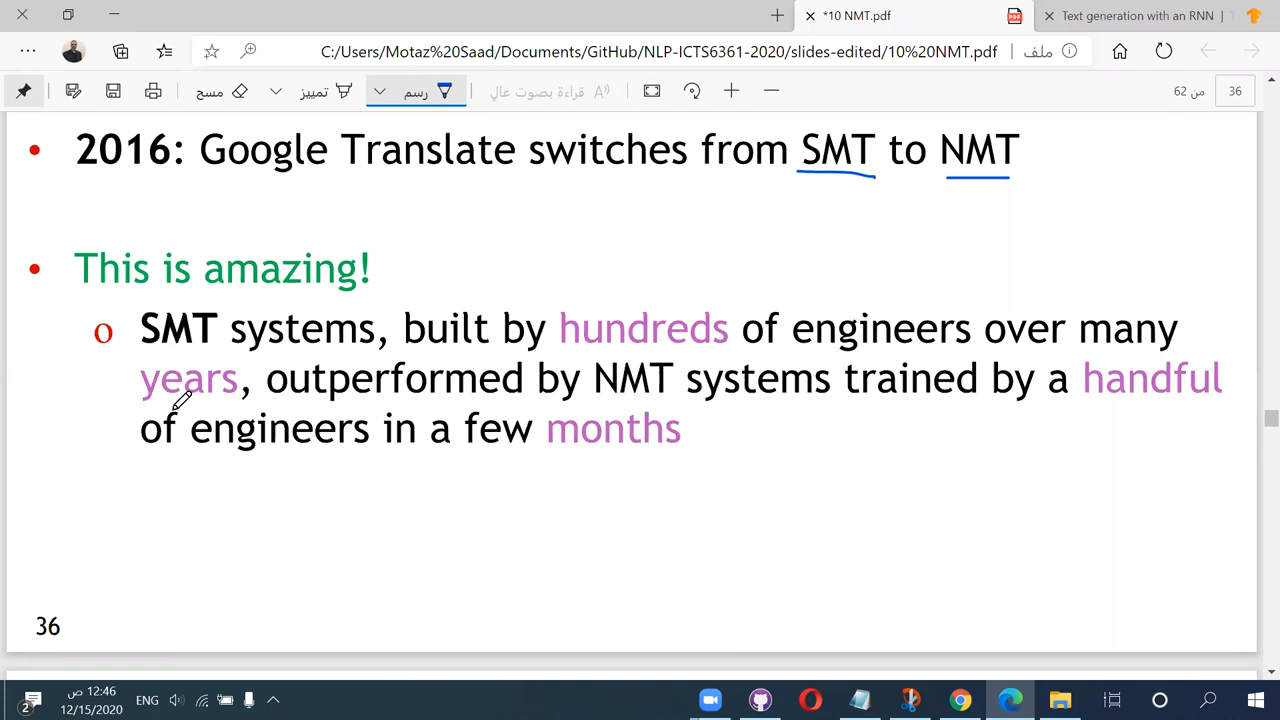 *10 NMT.pdf
Text generation with an RNN | T
C:/Users/Motaz%20Saad/Documents/GitHub/NLP-ICTS6361-2020/slides-edited/10%20NMT.pdf
ملف
مسح
تمييز
رسم
قراءة بصوت عالٍ
من 62
36
• 2016: Google Translate switches from SMT to NMT
• This is amazing!
o SMT systems, built by hundreds of engineers over many
years, outperformed by NMT systems trained by a handful
of engineers in a few months
36
2
12:46 ص
12/15/2020
ENG